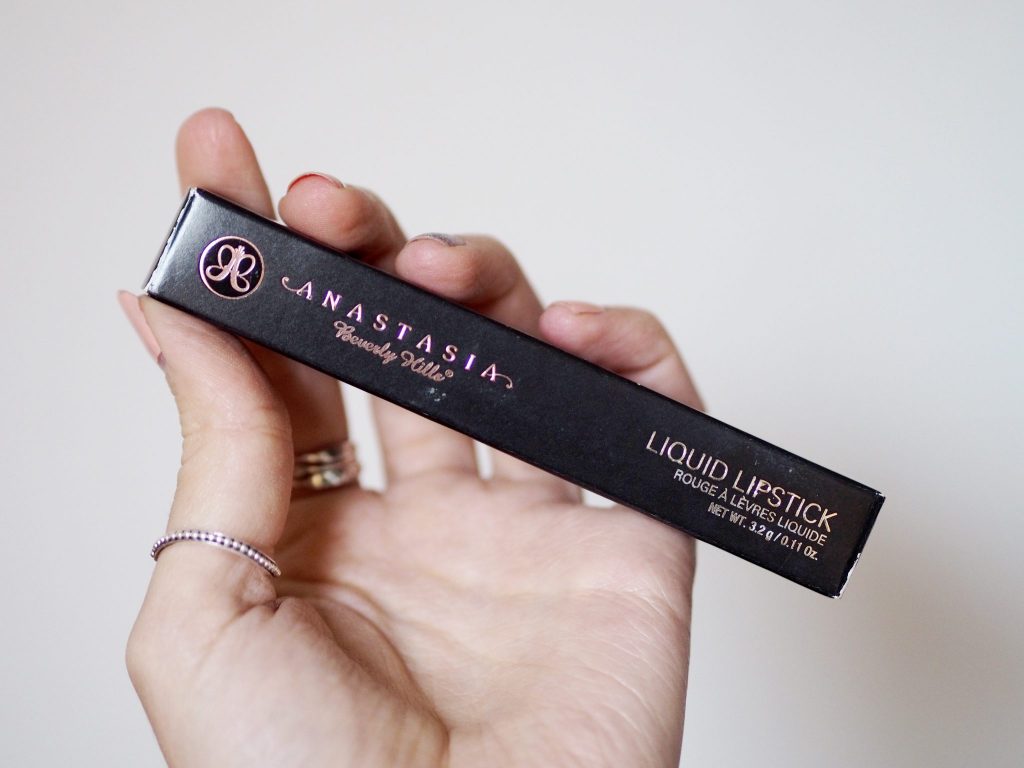 ANASTASIA
Beverly Hills®
LIQUID LIPSTICK
ROUGE À LÈVRES LIQUIDE
NET WT. 3.2 g / 0.11 Oz.